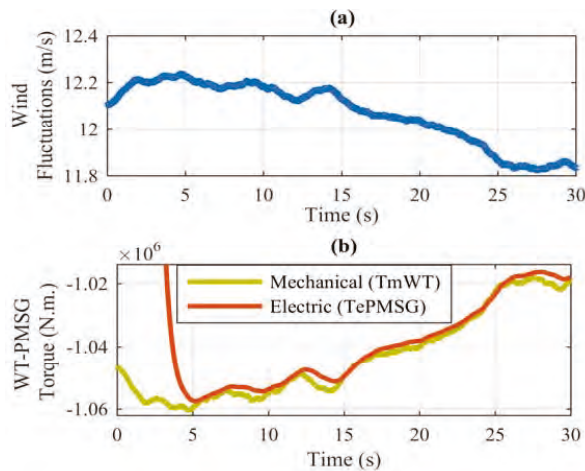 (a)
12.4
12.2
12
11.8
Wind
Fluctuations (m/s)
0 5 10 15 20 25 30
Time (s)
(b)
×10⁶
-1.02
-1.04
-1.06
WT-PMSG
Torque (N.m.)
Mechanical (TmWT)
Electric (TePMSG)
0 5 10 15 20 25 30
Time (s)